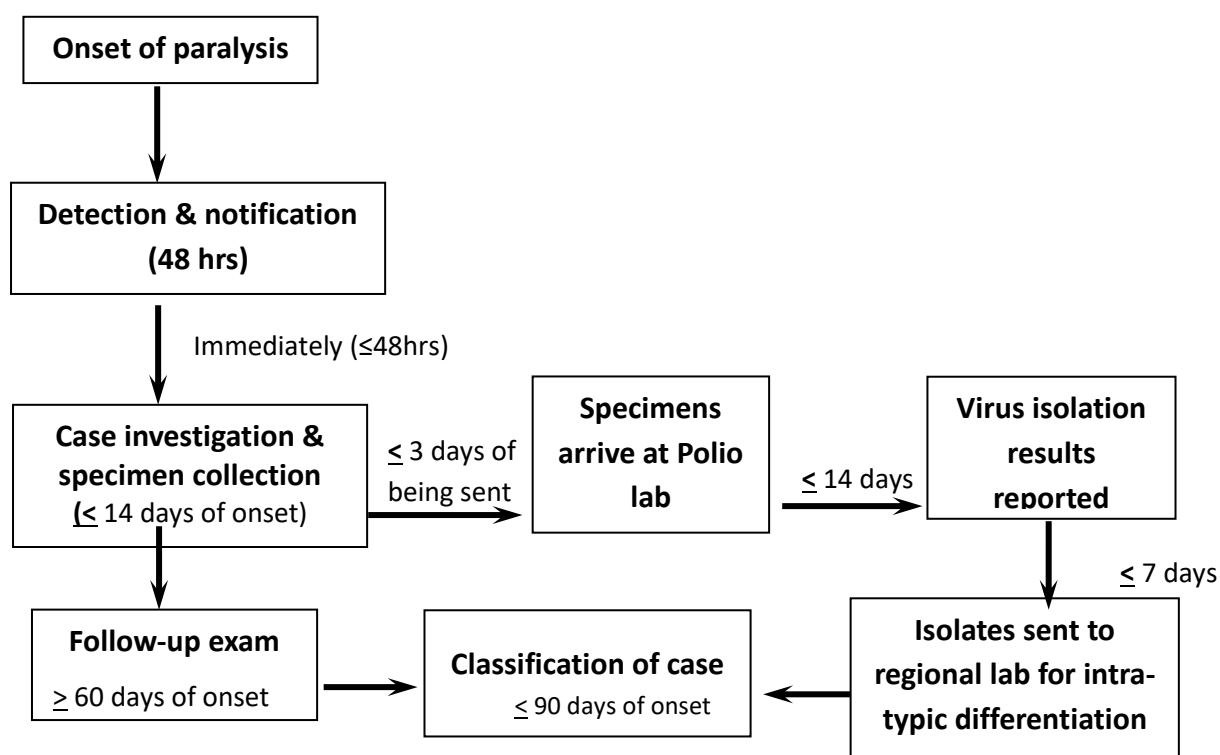 Onset of paralysis
Detection & notification
(48 hrs)
Immediately (≤48hrs)
Case investigation &
specimen collection
(< 14 days of onset)
< 3 days of
being sent
Specimens
arrive at Polio
lab
< 14 days
Virus isolation
results
reported
< 7 days
Isolates sent to
regional lab for intra-
typic differentiation
Follow-up exam
> 60 days of onset
Classification of case
< 90 days of onset